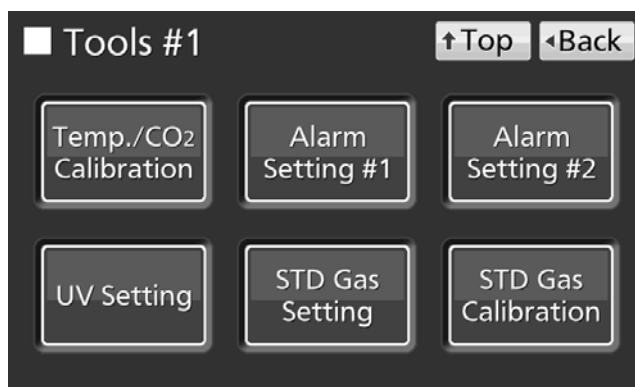 Tools #1
↑Top ◂Back
Temp./CO2
Calibration
Alarm
Setting #1
Alarm
Setting #2
UV Setting
STD Gas
Setting
STD Gas
Calibration